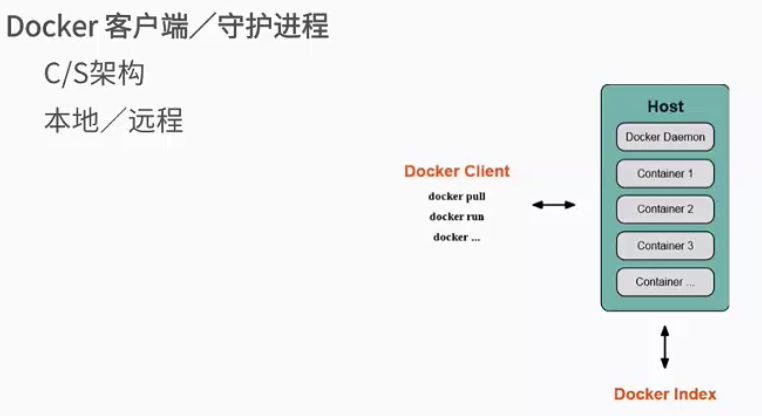 Docker 客户端／守护进程
C/S架构
本地／远程
Docker Client
docker pull
docker run
docker ...
Host
Docker Daemon
Container 1
Container 2
Container 3
Container ...
Docker Index